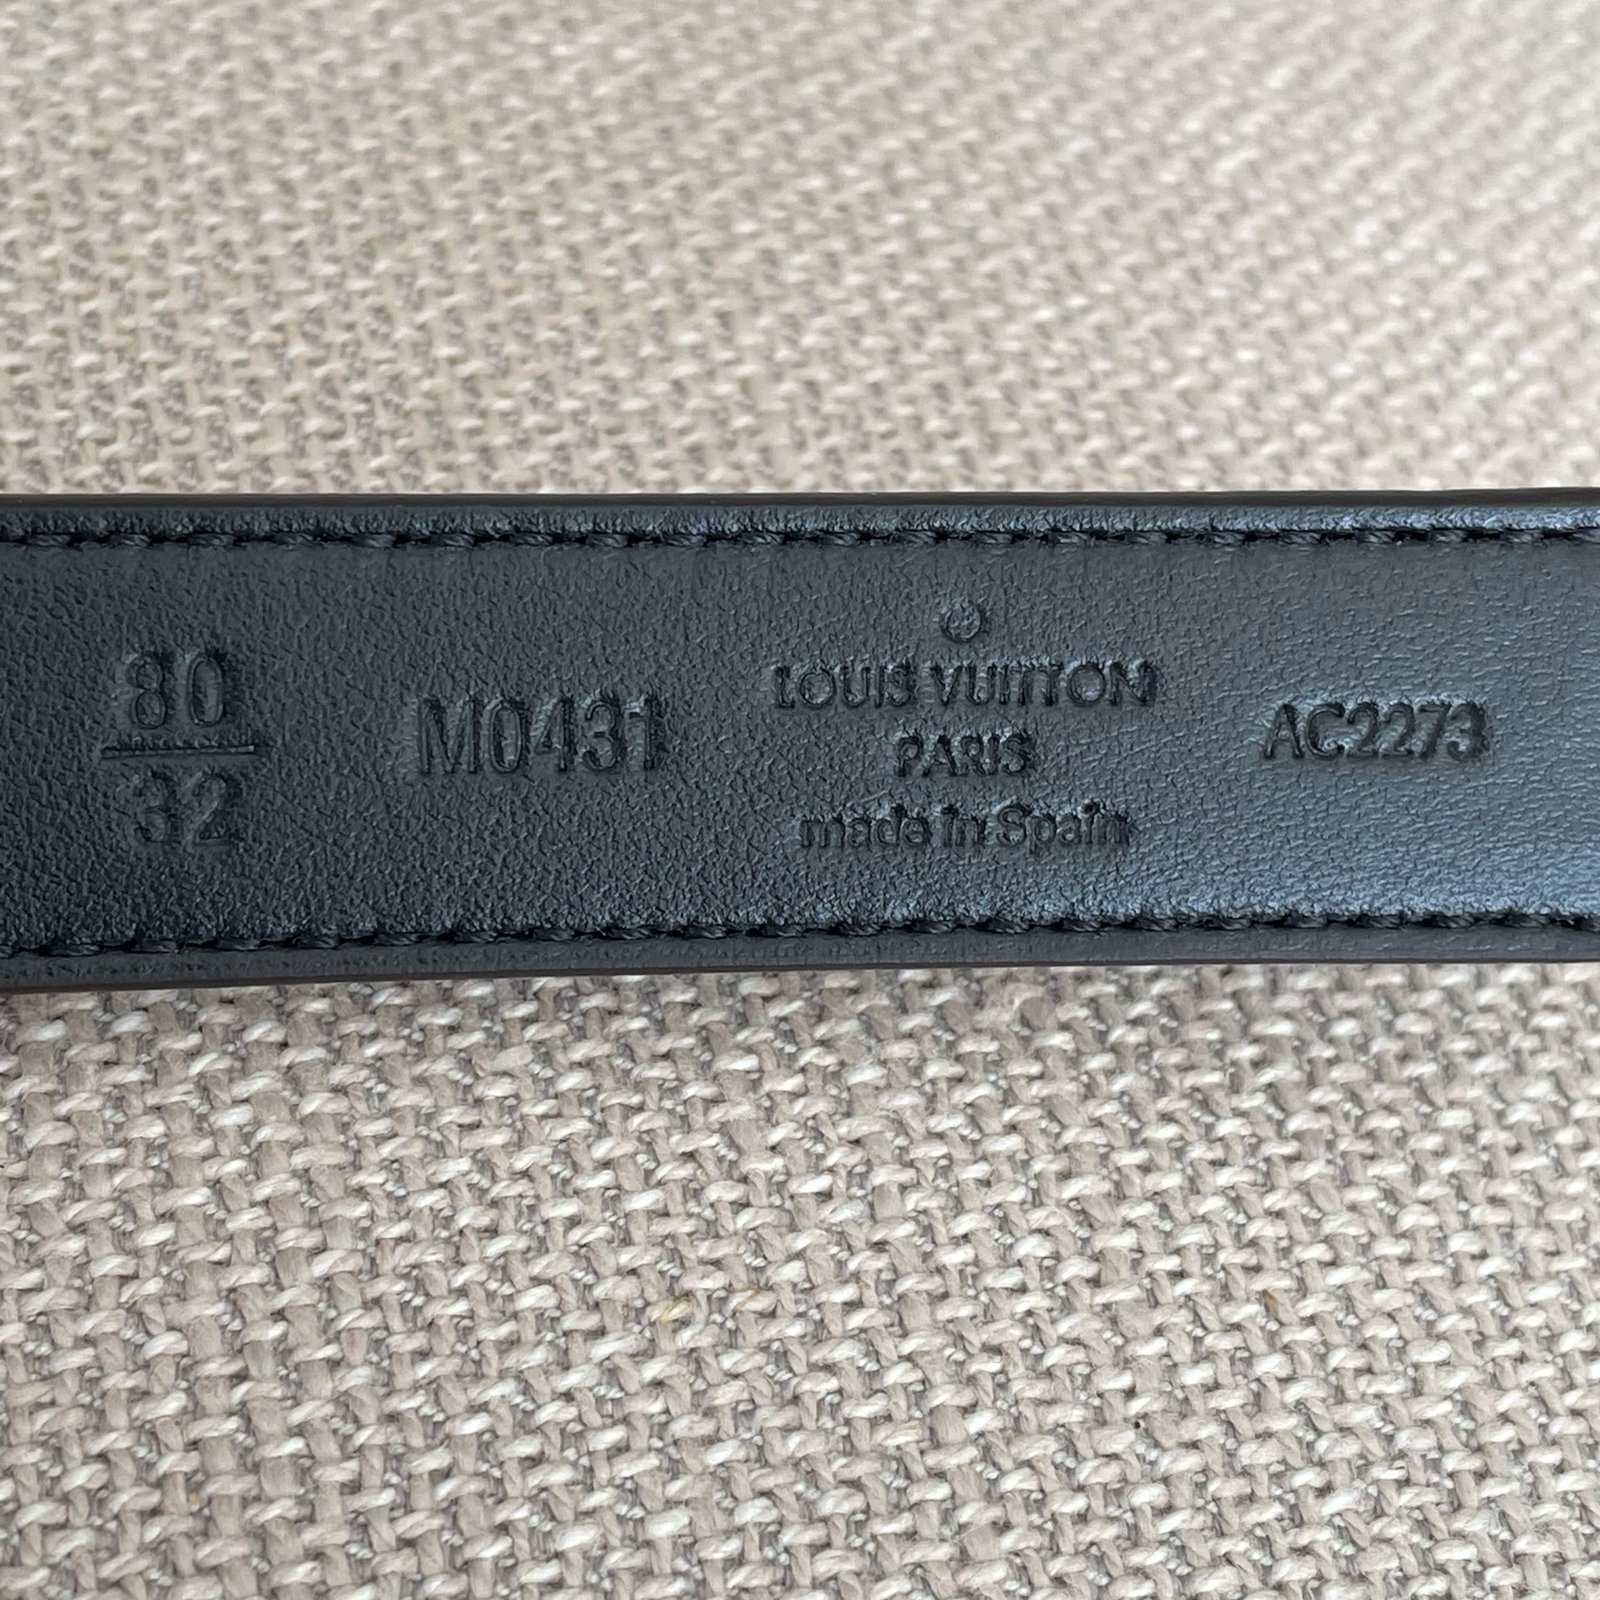 80
32
M0431
LOUIS VUITTON
PARIS
made in Spain
AC2273